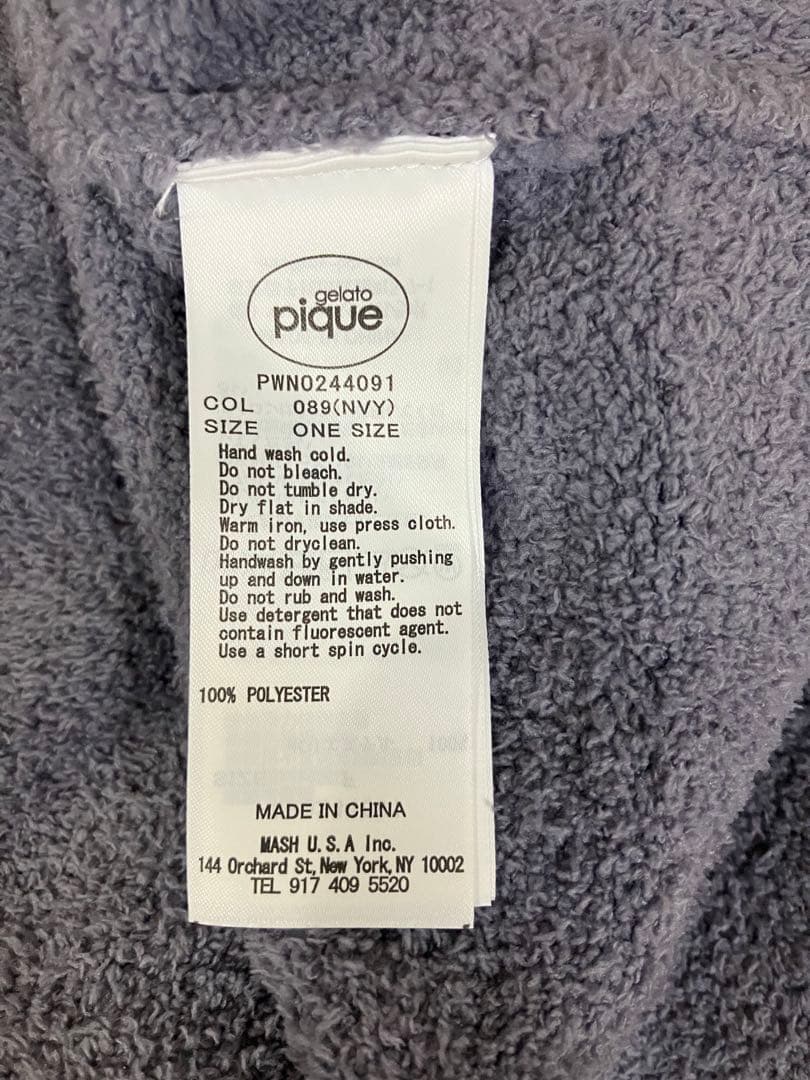 gelato
pique
PWNO244091
COL 089(NVY)
SIZE ONE SIZE
Hand wash cold.
Do not bleach.
Do not tumble dry.
Dry flat in shade.
Warm iron, use press cloth.
Do not dryclean.
Handwash by gently pushing
up and down in water.
Do not rub and wash.
Use detergent that does not
contain fluorescent agent.
Use a short spin cycle.
100% POLYESTER
MADE IN CHINA
MASH U.S.A Inc.
144 Orchard St, New York, NY 10002
TEL 917 409 5520